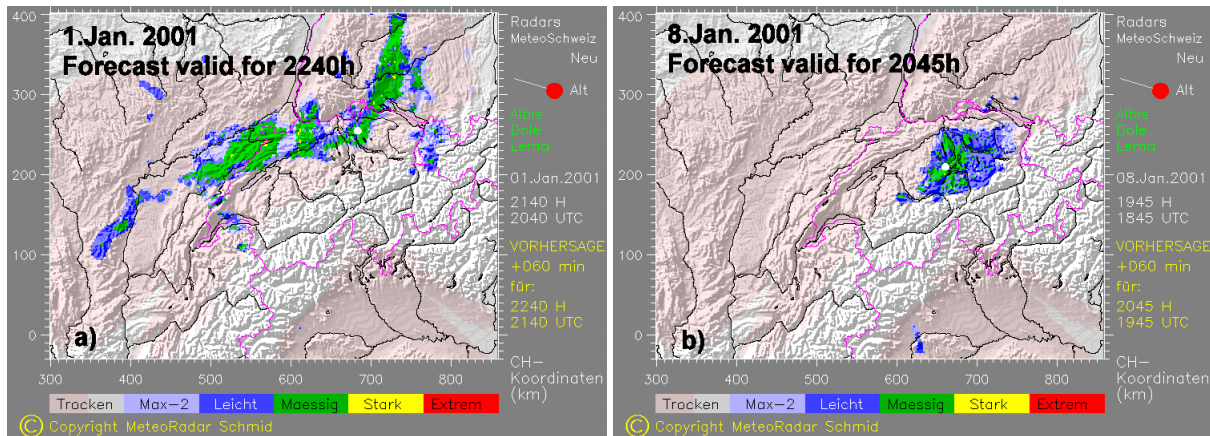 1.Jan. 2001
Forecast valid for 2240h
a)
400
300
200
100
0
300 400 500 600 700 800
Radars
MeteoSchweiz
Neu
Alt
Albis
Dole
Lema
01.Jan.2001
2140 H
2040 UTC
VORHERSAGE
+060 min
für:
2240 H
2140 UTC
CH-
Koordinaten
(km)
Trocken Max-2 Leicht Maessig Stark Extrem
© Copyright MeteoRadar Schmid
8.Jan. 2001
Forecast valid for 2045h
b)
400
300
200
100
0
300 400 500 600 700 800
Radars
MeteoSchweiz
Neu
Alt
Albis
Dole
Lema
08.Jan.2001
1945 H
1845 UTC
VORHERSAGE
+060 min
für:
2045 H
1945 UTC
CH-
Koordinaten
(km)
Trocken Max-2 Leicht Maessig Stark Extrem
© Copyright MeteoRadar Schmid